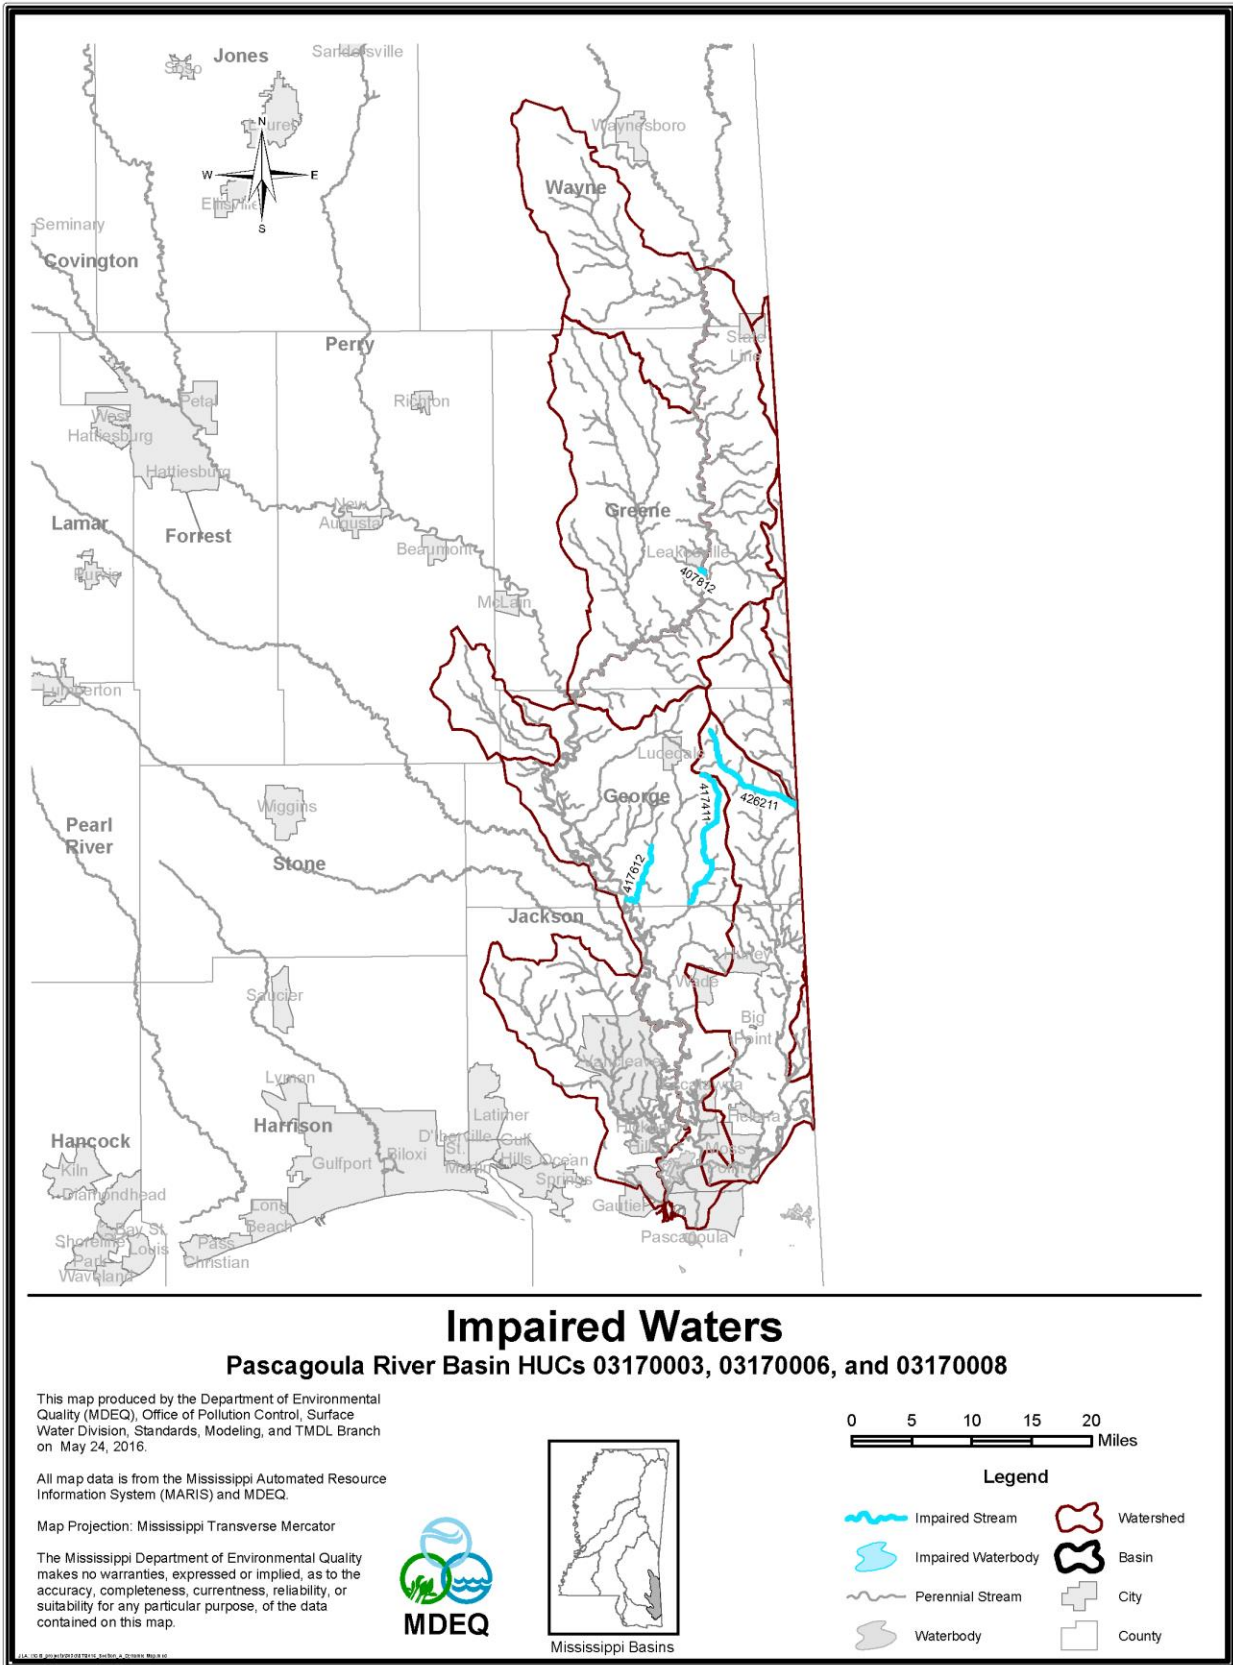 Jones
Sandersville
Soso
Laurel
Waynesboro
N
W
E
S
Wayne
Ellisville
Seminary
Covington
State
Line
Perry
Petal
Richton
West
Hattiesburg
Hattiesburg
New
Augusta
Greene
Lamar
Forrest
Beaumont
Leakesville
407812
Purvis
McLain
Lumberton
Lucedale
George
417411
426211
Wiggins
Pearl
River
Stone
417612
Jackson
Hurley
Wade
Saucier
Big
Point
Vancleave
Lyman
Escatawpa
Latimer
Helena
Harrison
Hancock
D'Iberville
St.
Martin
Gulf
Hills
Hickory
Hills
Moss
Point
Biloxi
Gulfport
Kiln
Ocean
Springs
Diamondhead
Gautier
Long
Beach
Bay St.
Louis
Shoreline
Park
Pass
Christian
Pascagoula
Waveland
Impaired Waters
Pascagoula River Basin HUCs 03170003, 03170006, and 03170008
This map produced by the Department of Environmental
Quality (MDEQ), Office of Pollution Control, Surface
Water Division, Standards, Modeling, and TMDL Branch
on May 24, 2016.
All map data is from the Mississippi Automated Resource
Information System (MARIS) and MDEQ.
Map Projection: Mississippi Transverse Mercator
The Mississippi Department of Environmental Quality
makes no warranties, expressed or implied, as to the
accuracy, completeness, currentness, reliability, or
suitability for any particular purpose, of the data
contained on this map.
MDEQ
Mississippi Basins
0 5 10 15 20
Miles
Legend
Impaired Stream
Watershed
Impaired Waterbody
Basin
Perennial Stream
City
Waterbody
County